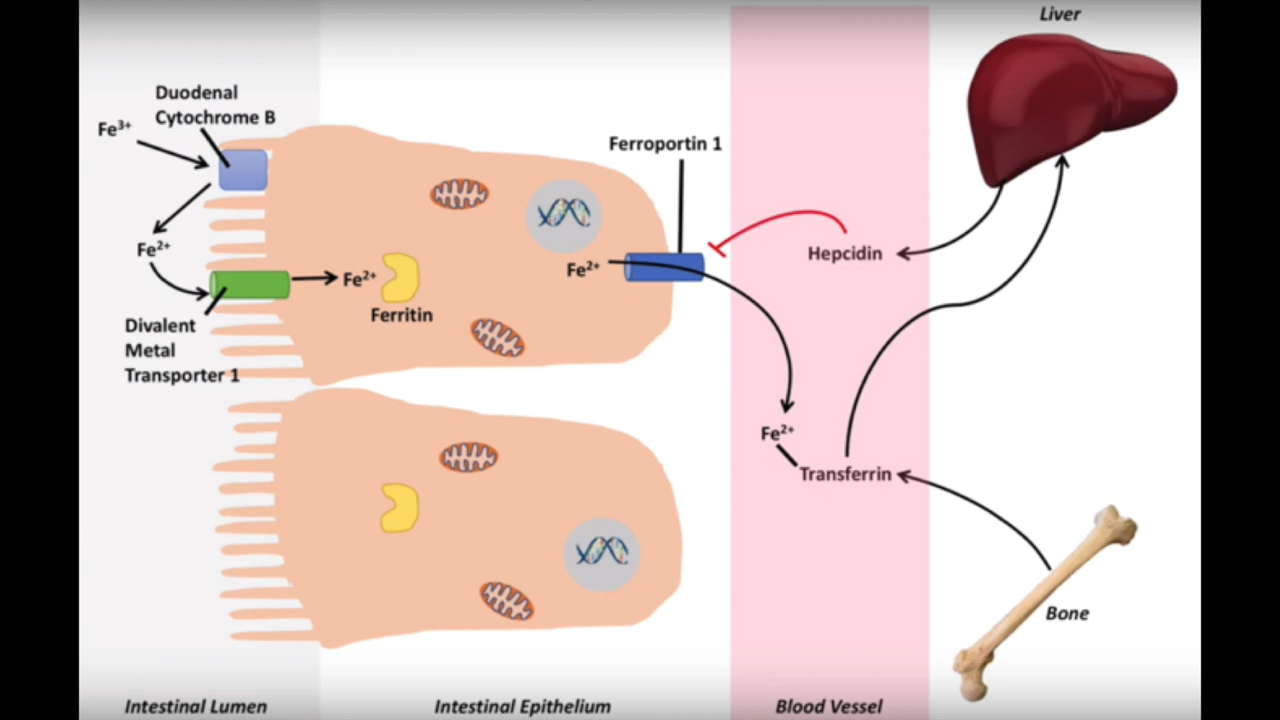 Liver
Duodenal
Cytochrome B
Fe³⁺
Ferroportin 1
Fe²⁺
Hepcidin
Fe²⁺
Fe²⁺
Ferritin
Divalent
Metal
Transporter 1
Fe²⁺
Transferrin
Bone
Intestinal Lumen
Intestinal Epithelium
Blood Vessel